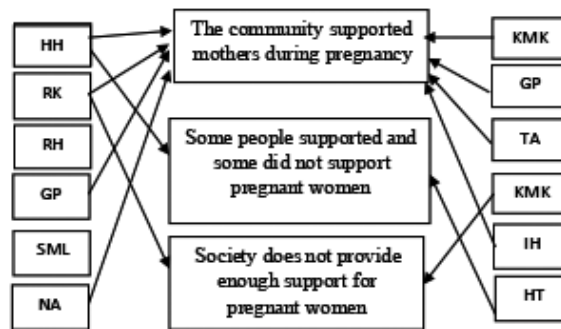 HH
RK
RH
GP
SML
NA
The community supported
mothers during pregnancy
Some people supported and
some did not support
pregnant women
Society does not provide
enough support for
pregnant women
KMK
GP
TA
KMK
IH
HT